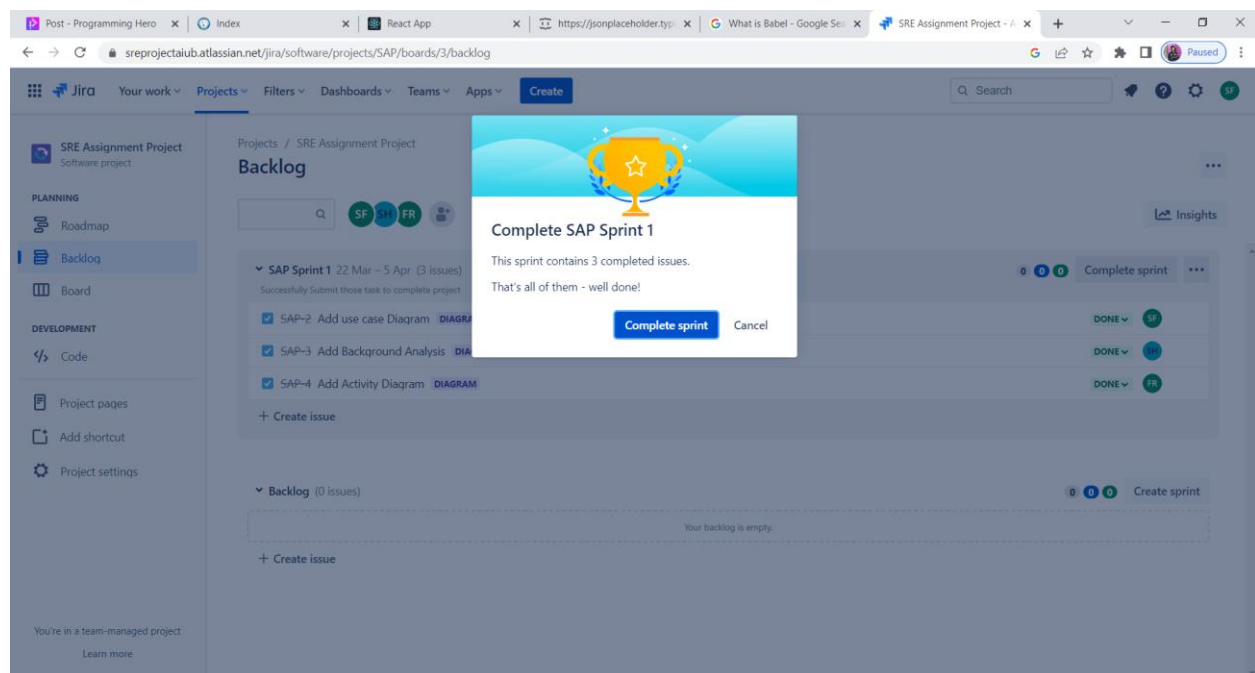 Post - Programming Hero
Index
React App
https://jsonplaceholder.typi
What is Babel - Google Sea
SRE Assignment Project - A
sreprojectaiub.atlassian.net/jira/software/projects/SAP/boards/3/backlog
Paused
Jira
Your work
Projects
Filters
Dashboards
Teams
Apps
Create
Search
SF
SRE Assignment Project
Software project
PLANNING
Roadmap
Backlog
Board
DEVELOPMENT
Code
Project pages
Add shortcut
Project settings
You're in a team-managed project
Learn more
Projects / SRE Assignment Project
Backlog
SF SH FR
Insights
SAP Sprint 1 22 Mar – 5 Apr (3 issues)
0 0 0 Complete sprint
Successfully Submit those task to complete project
SAP-2 Add use case Diagram DIAGRA
DONE SF
SAP-3 Add Background Analysis DIA
DONE SH
SAP-4 Add Activity Diagram DIAGRAM
DONE FR
+ Create issue
Backlog (0 issues)
0 0 0 Create sprint
Your backlog is empty.
+ Create issue
Complete SAP Sprint 1
This sprint contains 3 completed issues.
That's all of them - well done!
Complete sprint
Cancel